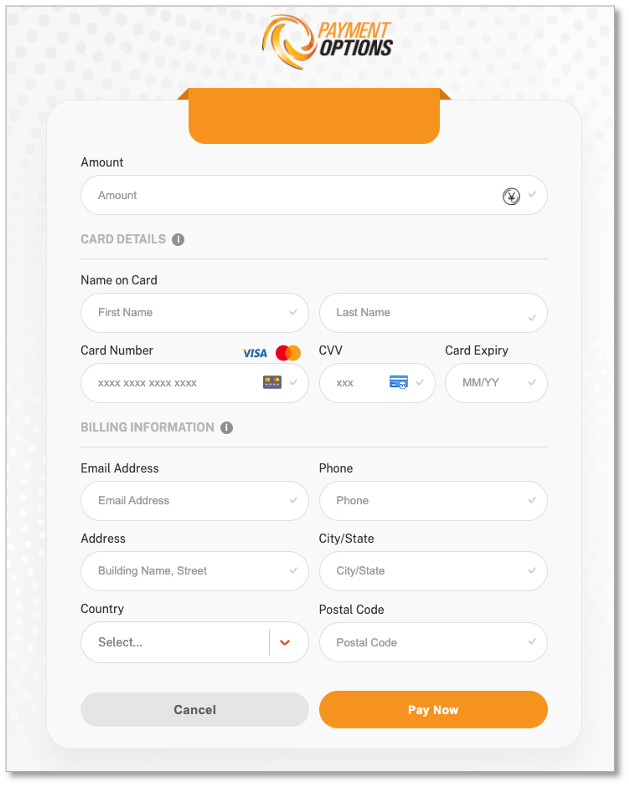 PAYMENT
OPTIONS
Amount
Amount ¥
CARD DETAILS i
Name on Card
First Name Last Name
Card Number VISA CVV Card Expiry
xxxx xxxx xxxx xxxx xxx MM/YY
BILLING INFORMATION i
Email Address Phone
Email Address Phone
Address City/State
Building Name, Street City/State
Country Postal Code
Select... Postal Code
Cancel Pay Now